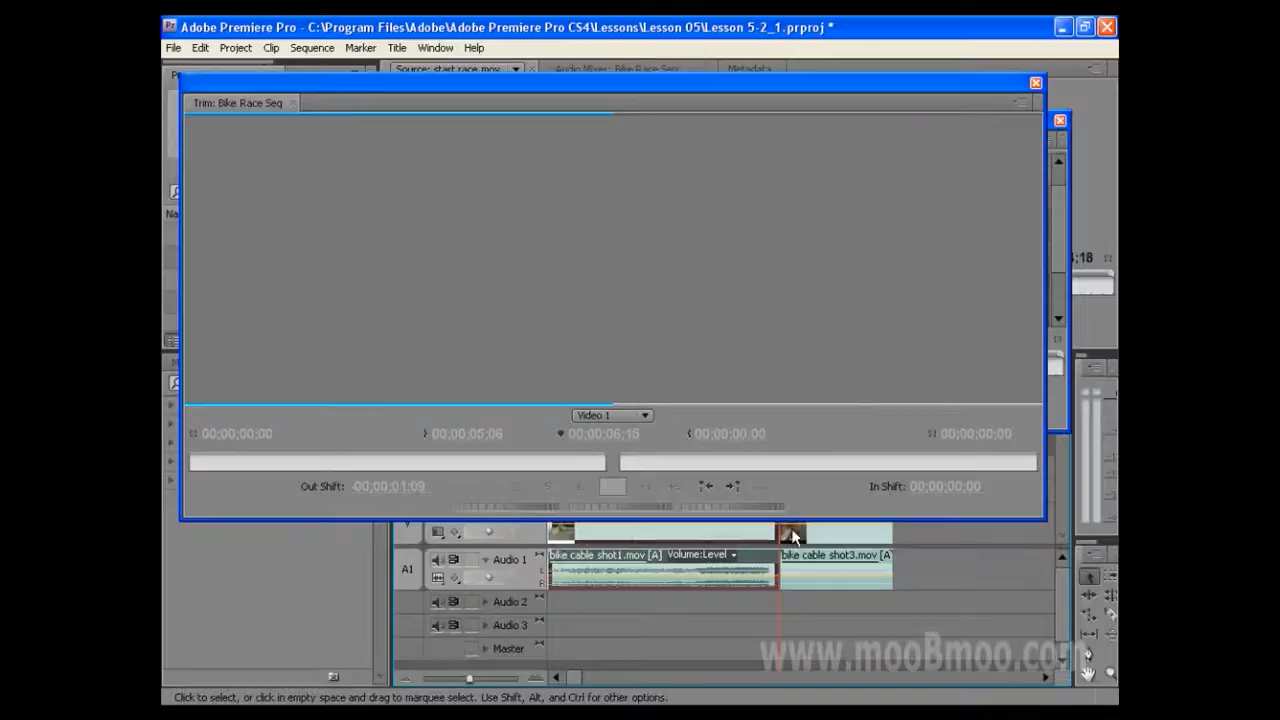 Adobe Premiere Pro - C:\Program Files\Adobe\Adobe Premiere Pro CS4\Lessons\Lesson 05\Lesson 5-2_1.prproj *
File Edit Project Clip Sequence Marker Title Window Help
Source: start race.mov Audio Mixer: Bike Race Seq Metadata
Trim: Bike Race Seq
Video 1
00;00;00;00 00;00;05;06 00;00;06;15 00;00;00;00 00;00;00;00
Out Shift: -00;00;01;09 In Shift: 00;00;00;00
bike cable shot1.mov [A] Volume:Level bike cable shot3.mov [A]
A1 Audio 1
L
R
Audio 2
Audio 3
Master
www.mooBmoo.com
Click to select, or click in empty space and drag to marquee select. Use Shift, Alt, and Ctrl for other options.